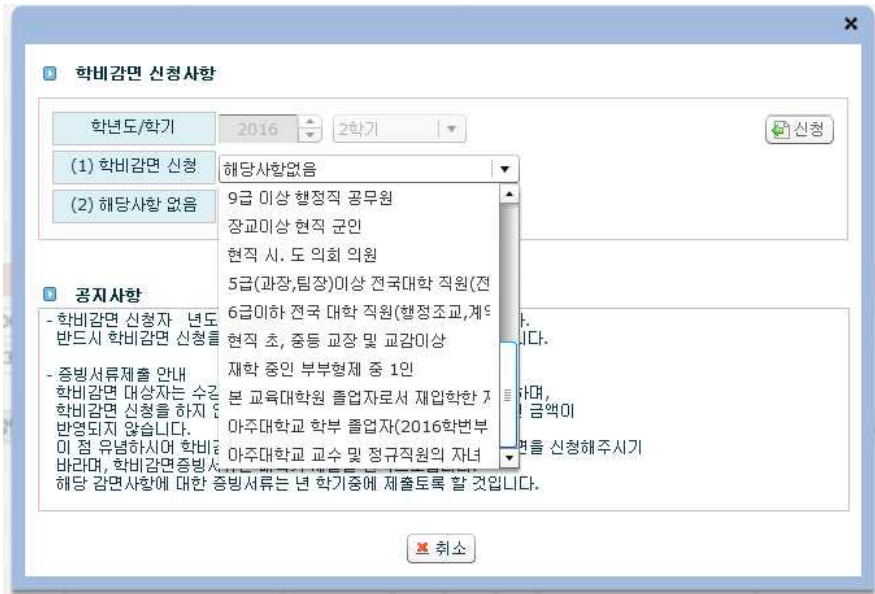 학비감면 신청사항
학년도/학기 2016 2학기 신청
(1) 학비감면 신청 해당사항없음
(2) 해당사항 없음
9급 이상 행정직 공무원
장교이상 현직 군인
현직 시. 도 의회 의원
5급(과장,팀장)이상 전국대학 직원(전
6급이하 전국 대학 직원(행정조교,계약
현직 초, 중등 교장 및 교감이상
재학 중인 부부형제 중 1인
본 교육대학원 졸업자로서 재입학한 자
아주대학교 학부 졸업자(2016학번부
아주대학교 교수 및 정규직원의 자녀
공지사항
- 학비감면 신청자 년도
반드시 학비감면 신청을 니다.
- 증빙서류제출 안내
학비감면 대상자는 수강 하며,
학비감면 신청을 하지 금액이
반영되지 않습니다.
이 점 유념하시어 학비감 면을 신청해주시기
바라며, 학비감면증빙서
해당 감면사항에 대한 증빙서류는 년 학기중에 제출토록 할 것입니다.
취소